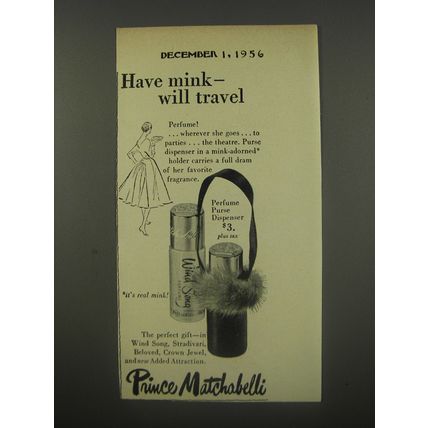 DECEMBER 1, 1956
Have mink—
will travel
Perfume!
. . . wherever she goes . . . to
parties . . . the theatre. Purse
dispenser in a mink-adorned*
holder carries a full dram
of her favorite
fragrance.
Perfume
Purse
Dispenser
$3.
plus tax
Wind Song
*it's real mink!
The perfect gift—in
Wind Song, Stradivari,
Beloved, Crown Jewel,
and new Added Attraction.
Prince Matchabelli